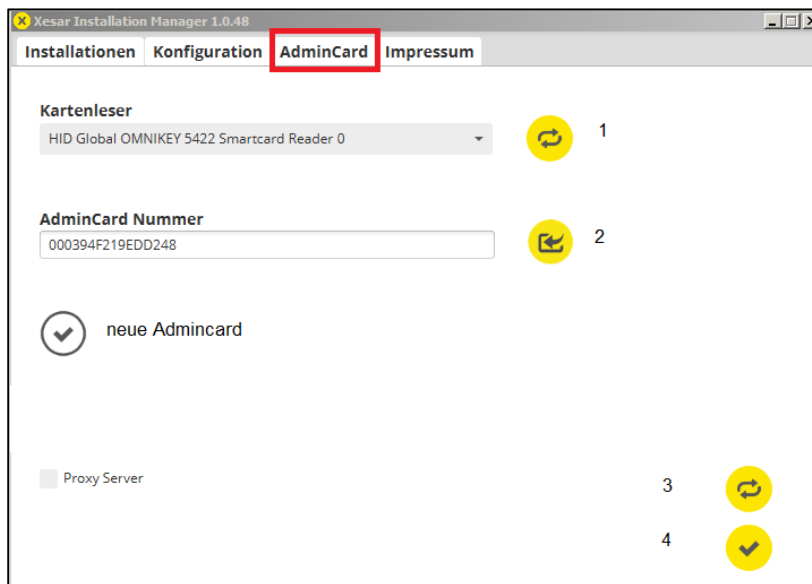 Xesar Installation Manager 1.0.48
Installationen Konfiguration AdminCard Impressum
Kartenleser
HID Global OMNIKEY 5422 Smartcard Reader 0
1
AdminCard Nummer
000394F219EDD248
2
neue Admincard
Proxy Server
3
4